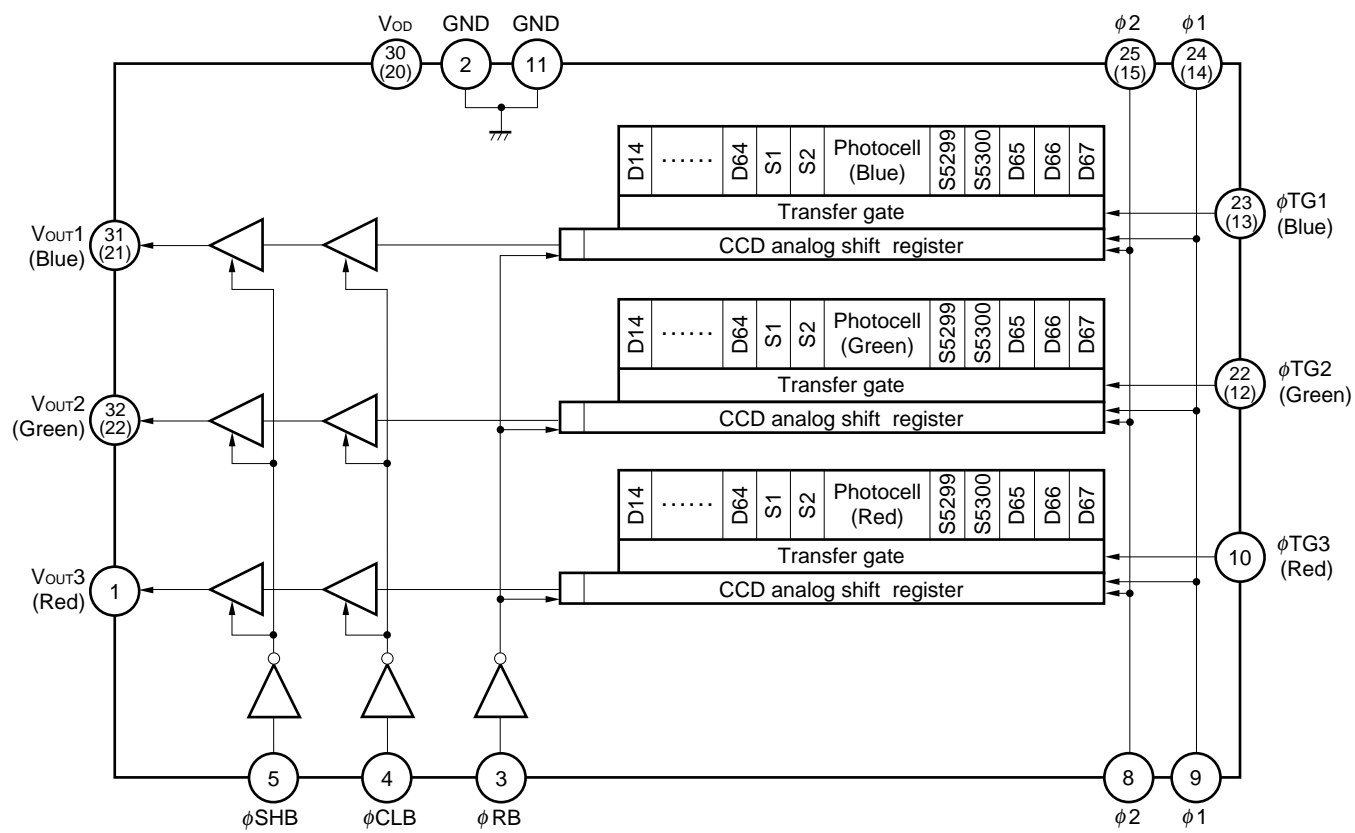 VOD GND GND φ2 φ1
30 2 11 25 24
(20) (15) (14)
D14 ...... D64 S1 S2 Photocell (Blue) S5299 S5300 D65 D66 D67
Transfer gate
23
(13)
φTG1
(Blue)
VOUT1
(Blue)
31
(21)
CCD analog shift register
D14 ...... D64 S1 S2 Photocell (Green) S5299 S5300 D65 D66 D67
Transfer gate
22
(12)
φTG2
(Green)
VOUT2
(Green)
32
(22)
CCD analog shift register
D14 ...... D64 S1 S2 Photocell (Red) S5299 S5300 D65 D66 D67
Transfer gate
10
φTG3
(Red)
VOUT3
(Red)
1
CCD analog shift register
5 4 3 8 9
φSHB φCLB φRB φ2 φ1